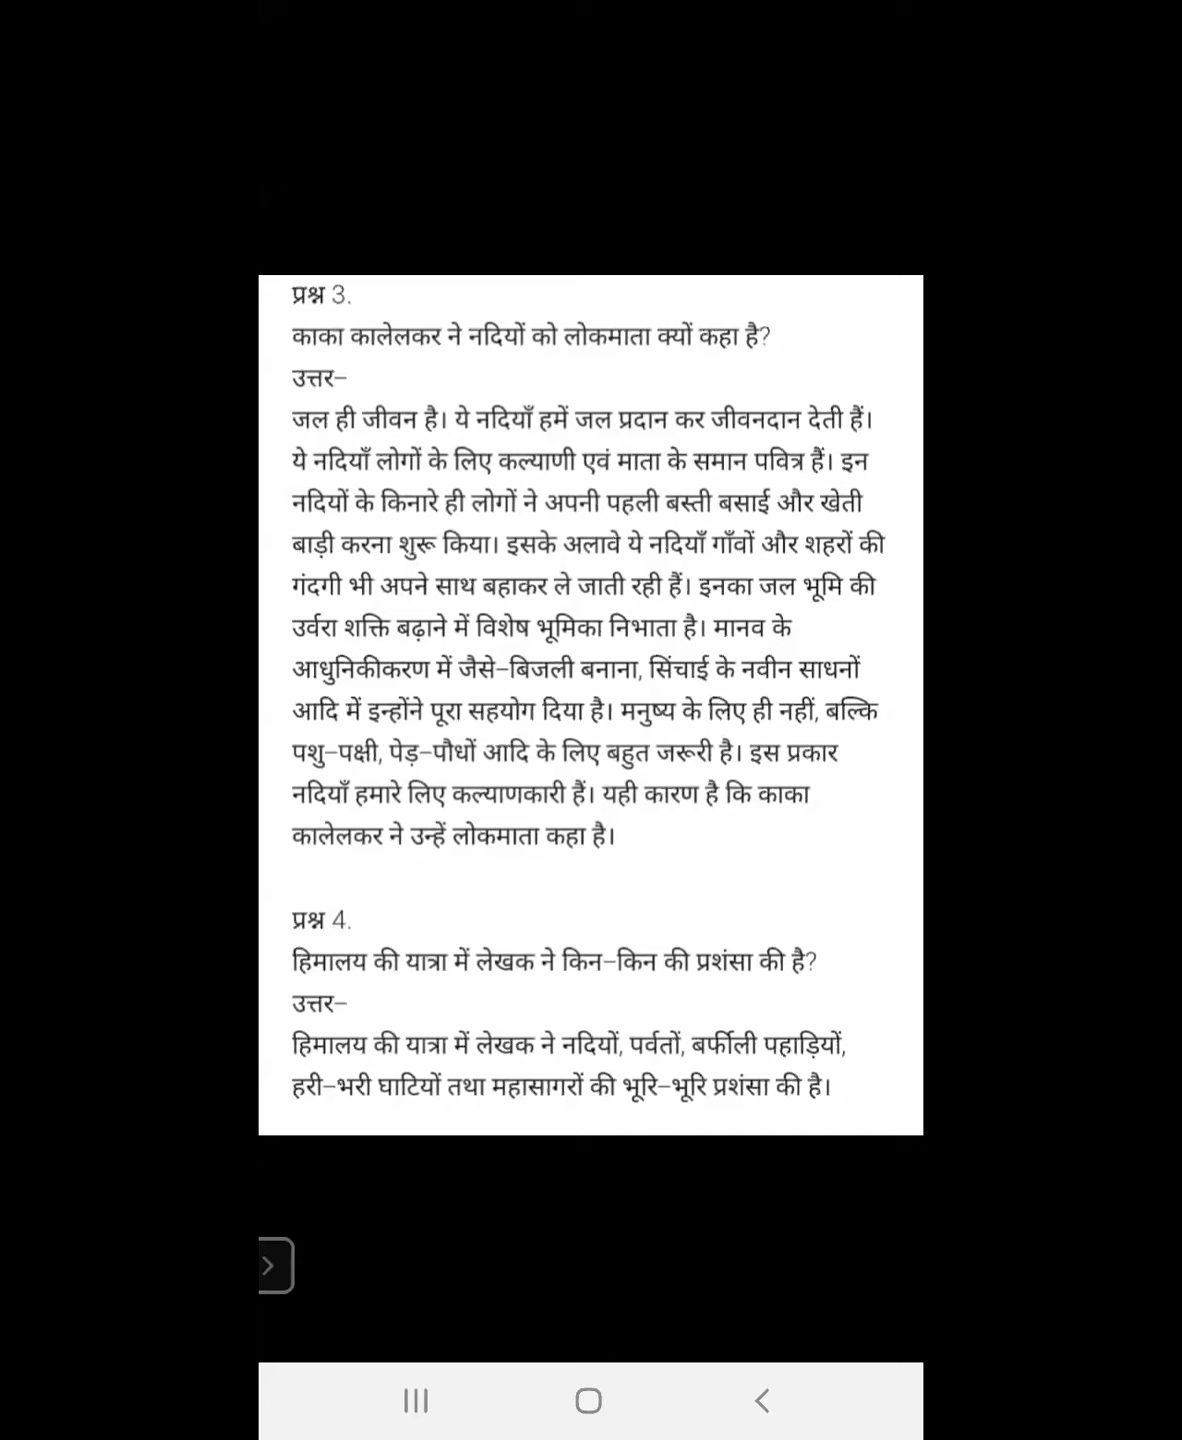 प्रश्न 3.
काका कालेलकर ने नदियों को लोकमाता क्यों कहा है?
उत्तर-
जल ही जीवन है। ये नदियाँ हमें जल प्रदान कर जीवनदान देती हैं।
ये नदियाँ लोगों के लिए कल्याणी एवं माता के समान पवित्र हैं। इन
नदियों के किनारे ही लोगों ने अपनी पहली बस्ती बसाई और खेती
बाड़ी करना शुरू किया। इसके अलावे ये नदियाँ गाँवों और शहरों की
गंदगी भी अपने साथ बहाकर ले जाती रही हैं। इनका जल भूमि की
उर्वरा शक्ति बढ़ाने में विशेष भूमिका निभाता है। मानव के
आधुनिकीकरण में जैसे-बिजली बनाना, सिंचाई के नवीन साधनों
आदि में इन्होंने पूरा सहयोग दिया है। मनुष्य के लिए ही नहीं, बल्कि
पशु-पक्षी, पेड़-पौधों आदि के लिए बहुत जरूरी है। इस प्रकार
नदियाँ हमारे लिए कल्याणकारी हैं। यही कारण है कि काका
कालेलकर ने उन्हें लोकमाता कहा है।
प्रश्न 4.
हिमालय की यात्रा में लेखक ने किन-किन की प्रशंसा की है?
उत्तर-
हिमालय की यात्रा में लेखक ने नदियों, पर्वतों, बर्फीली पहाड़ियों,
हरी-भरी घाटियों तथा महासागरों की भूरि-भूरि प्रशंसा की है।